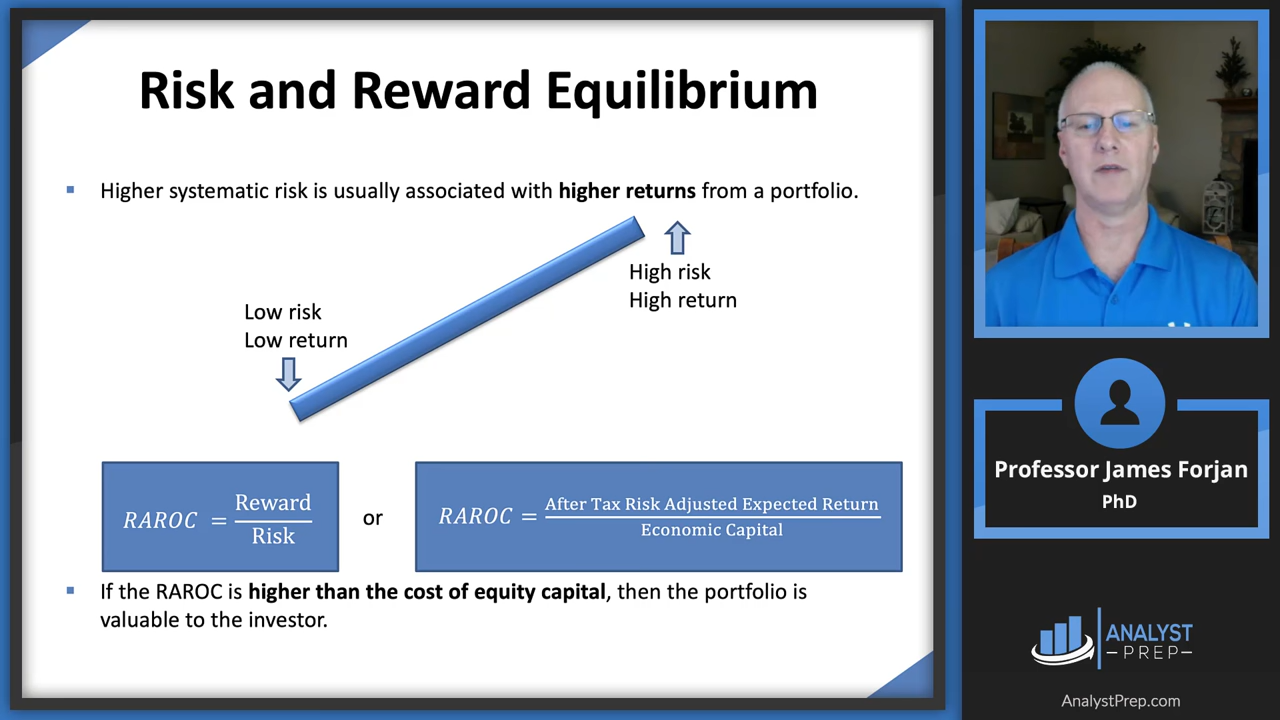 Risk and Reward Equilibrium
▪ Higher systematic risk is usually associated with higher returns from a portfolio.
High risk
High return
Low risk
Low return
RAROC = Reward / Risk
or
RAROC = After Tax Risk Adjusted Expected Return / Economic Capital
▪ If the RAROC is higher than the cost of equity capital, then the portfolio is
valuable to the investor.
Professor James Forjan
PhD
ANALYST
–PREP–
AnalystPrep.com